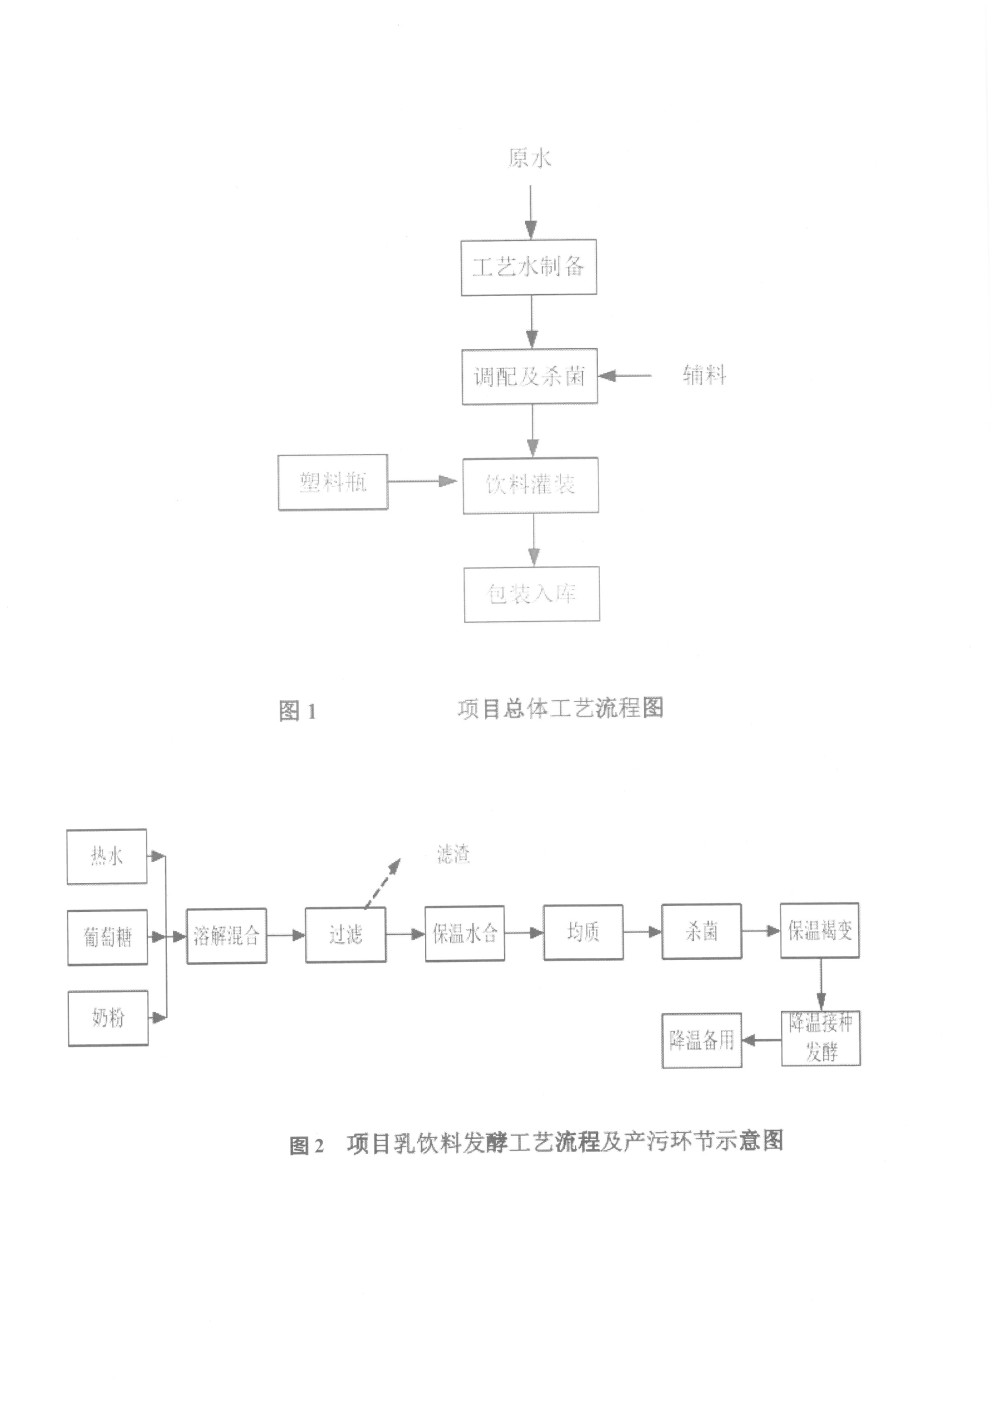 原水
工艺水制备
调配及杀菌
辅料
塑料瓶
饮料灌装
包装入库
图 1 项目总体工艺流程图
热水
滤渣
葡萄糖
溶解混合
过滤
保温水合
均质
杀菌
保温褐变
奶粉
降温备用
降温接种
发酵
图 2 项目乳饮料发酵工艺流程及产污环节示意图